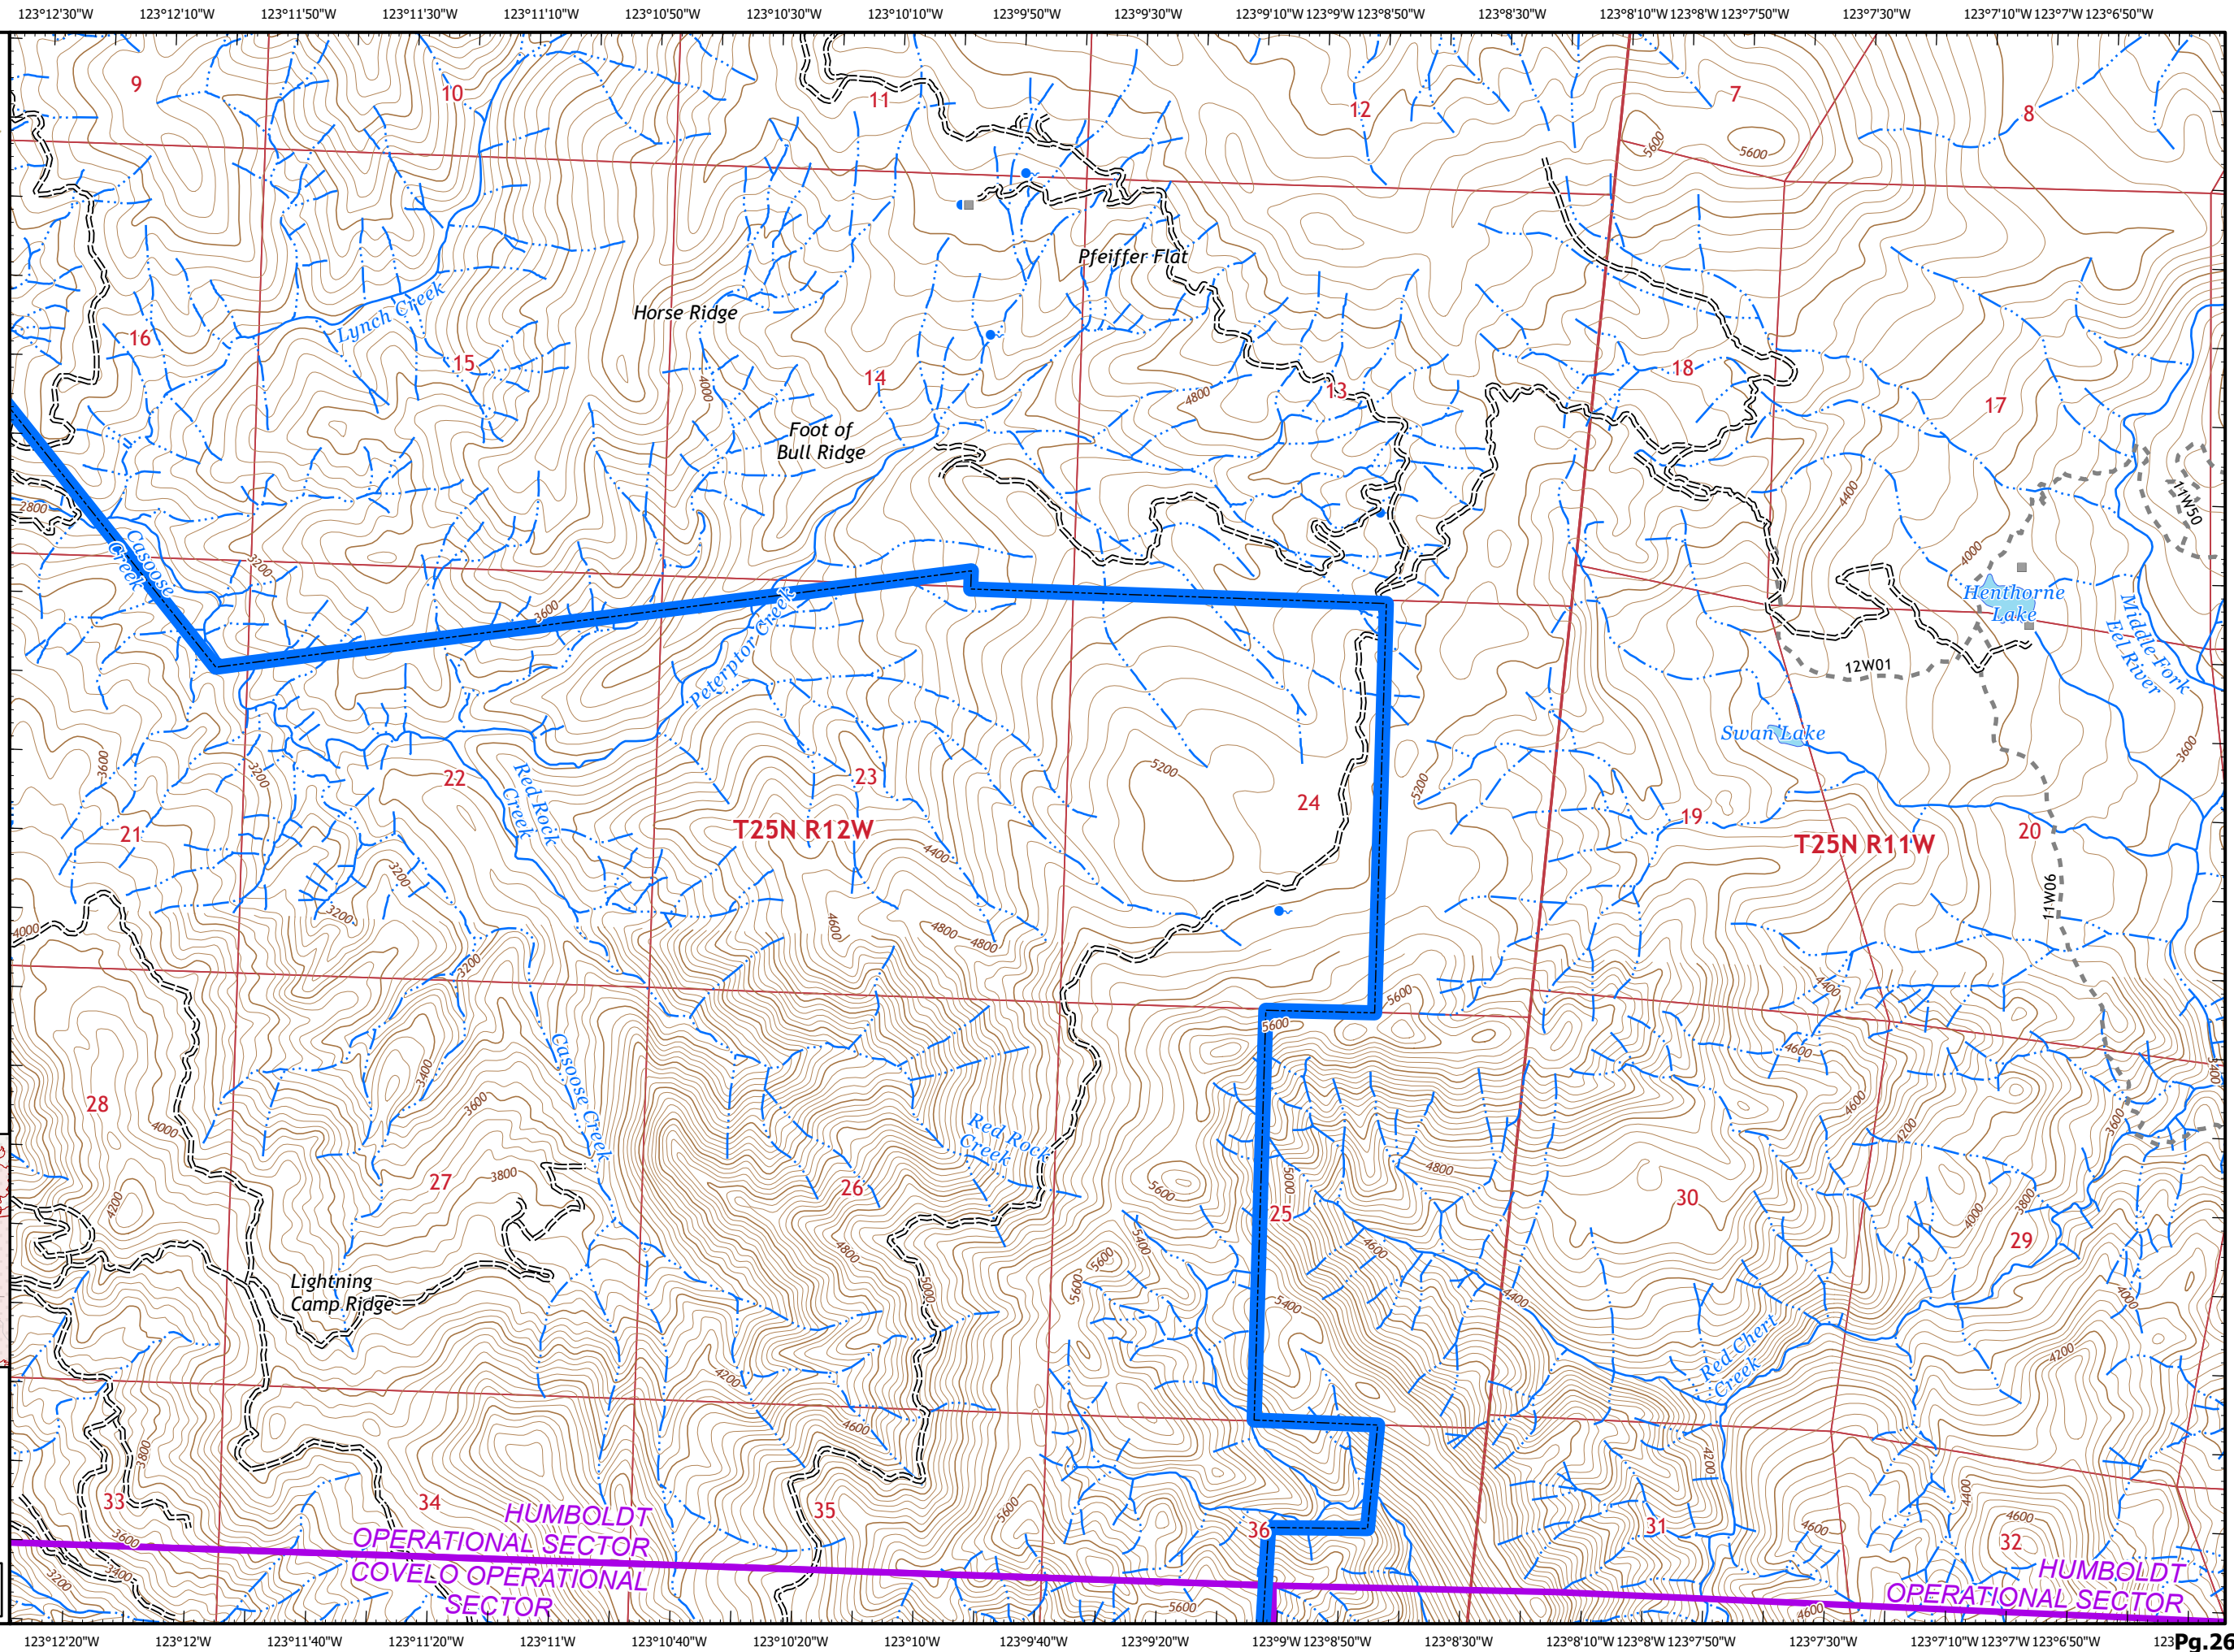 123°12'30"W 123°12'10"W 123°11'50"W 123°11'30"W 123°11'10"W 123°10'50"W 123°10'30"W 123°10'10"W 123°9'50"W 123°9'30"W 123°9'10"W 123°9'W 123°8'50"W 123°8'30"W 123°8'10"W 123°8'W 123°7'50"W 123°7'30"W 123°7'10"W 123°7'W 123°6'50"W
9
10
11
12
7
8
5600
5600
Pfeiffer Flat
Lynch Creek
Horse Ridge
16
15
14
13
18
17
4000
4800
Foot of
Bull Ridge
2800
4400
11W50
Casoose
Creek
3200
3600
4000
Henthorne
Lake
Middle Fork
Eel River
Peterpton Creek
12W01
Swan Lake
3600
3200
22
Red Rock
Creek
23
5200
24
5200
19
3600
21
T25N R12W
T25N R11W
20
4400
3200
11W06
3200
4000
4600
4800
4800
3200
5600
5600
4400
4600
3400
Casoose Creek
3400
28
4000
3600
Red Rock
Creek
4600
4200
3600
27
3800
26
5600
5000
25
4800
30
4200
4000
3800
29
5400
4600
4800
5600
5600
5000
Lightning
Camp Ridge
5400
4400
4000
Red Chert
Creek
4200
4200
4600
3800
4200
33
34
35
5600
36
31
4400
4600
4600
32
HUMBOLDT
OPERATIONAL SECTOR
COVELO OPERATIONAL
SECTOR
HUMBOLDT
OPERATIONAL SECTOR
3600
3400
3200
5600
4600
123°12'20"W 123°12'W 123°11'40"W 123°11'20"W 123°11'W 123°10'40"W 123°10'20"W 123°10'W 123°9'40"W 123°9'20"W 123°9'W 123°8'50"W 123°8'30"W 123°8'10"W 123°8'W 123°7'50"W 123°7'30"W 123°7'10"W 123°7'W 123°6'50"W
Pg.26